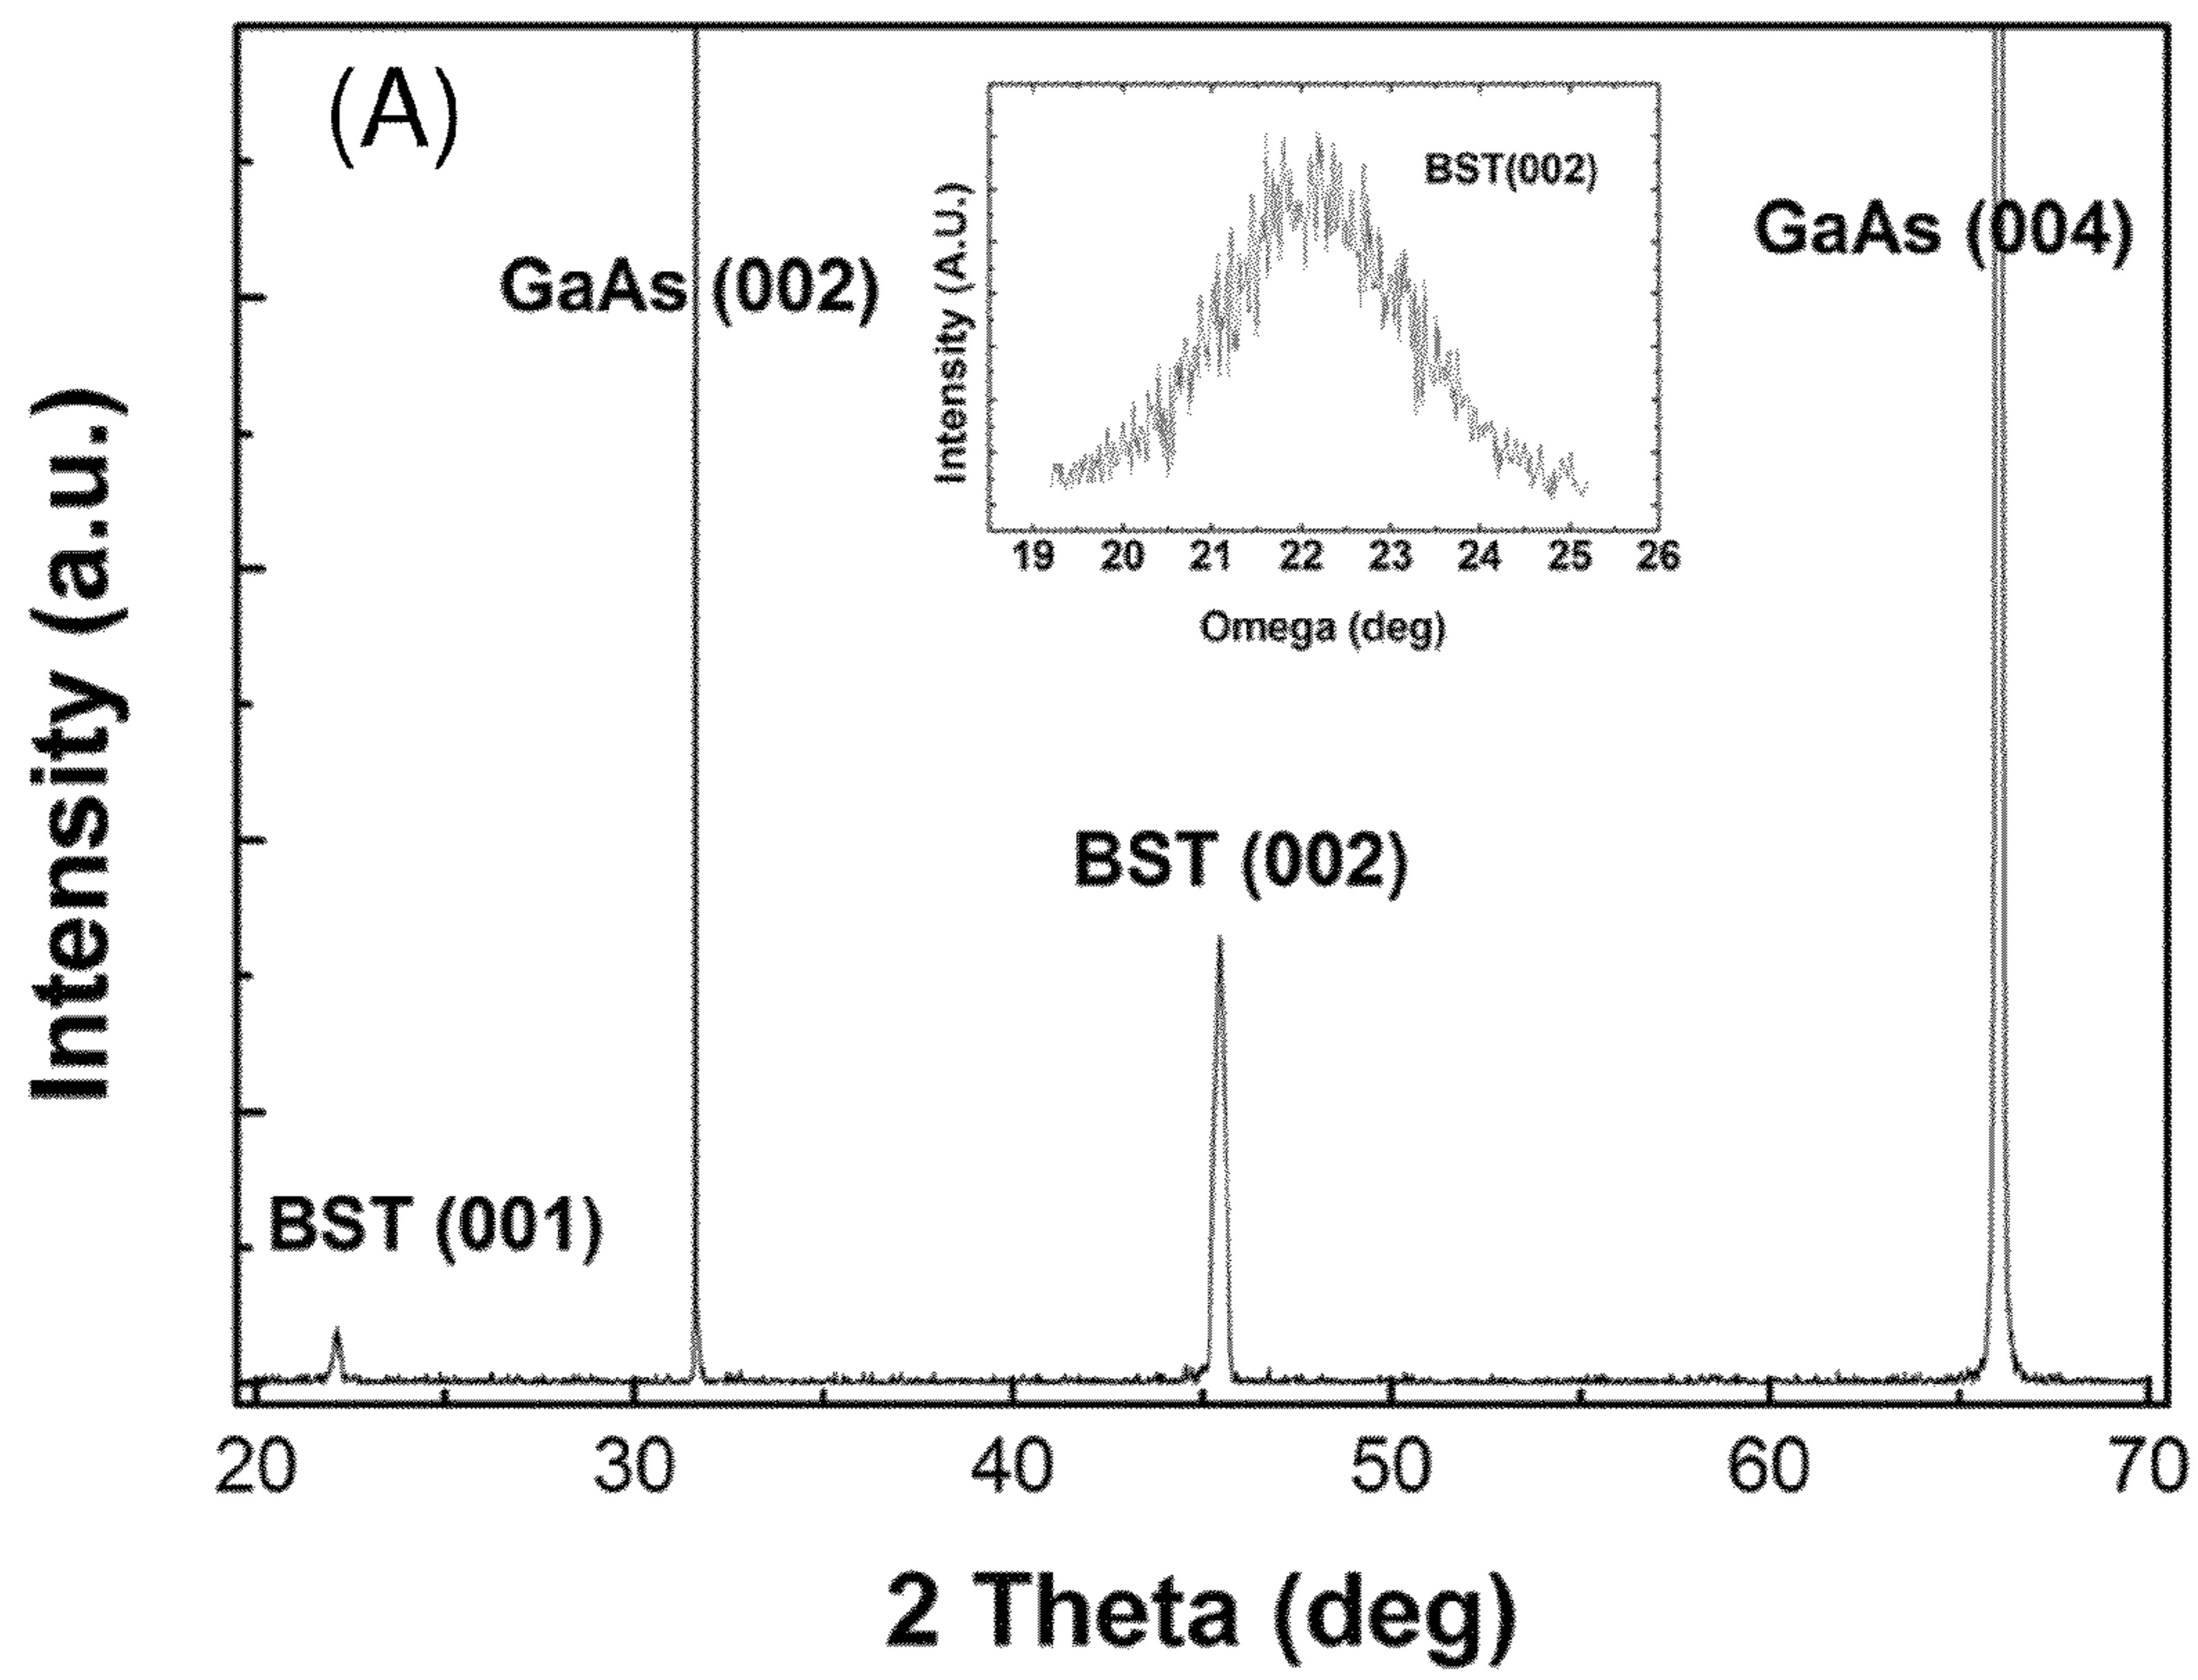 (A)
BST(002)
GaAs (004)
GaAs (002)
Intensity (A.U.)
19 20 21 22 23 24 25 26
Omega (deg)
Intensity (a.u.)
BST (002)
BST (001)
20 30 40 50 60 70
2 Theta (deg)